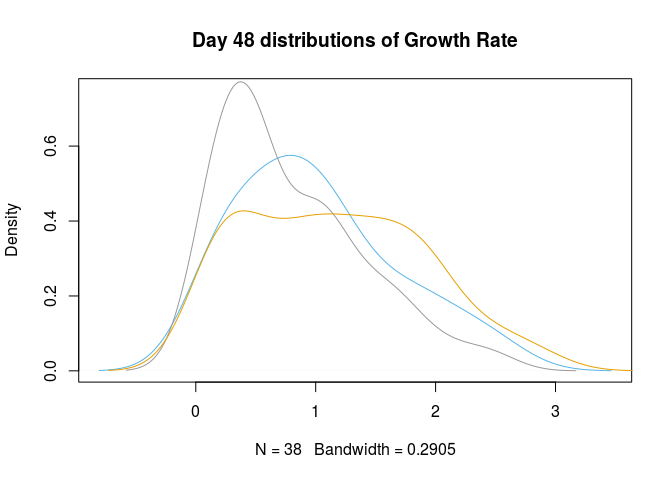 Day 48 distributions of Growth Rate
Density
0.6
0.4
0.2
0.0
0 1 2 3
N = 38 Bandwidth = 0.2905